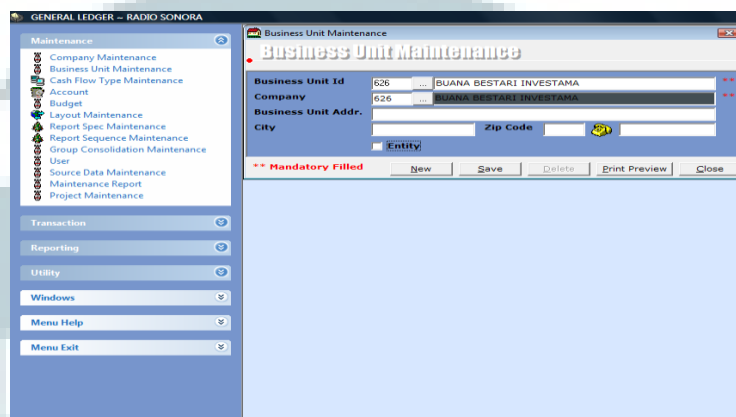 GENERAL LEDGER ~ RADIO SONORA
Maintenance
Company Maintenance
Business Unit Maintenance
Cash Flow Type Maintenance
Account
Budget
Layout Maintenance
Report Spec Maintenance
Report Sequence Maintenance
Group Consolidation Maintenance
User
Source Data Maintenance
Maintenance Report
Project Maintenance
Transaction
Reporting
Utility
Windows
Menu Help
Menu Exit
Business Unit Maintenance
Business Unit Maintenance
Business Unit Id 626 ... BUANA BESTARI INVESTAMA **
Company 626 ... BUANA BESTARI INVESTAMA **
Business Unit Addr.
City Zip Code
Entity
** Mandatory Filled New Save Delete Print Preview Close